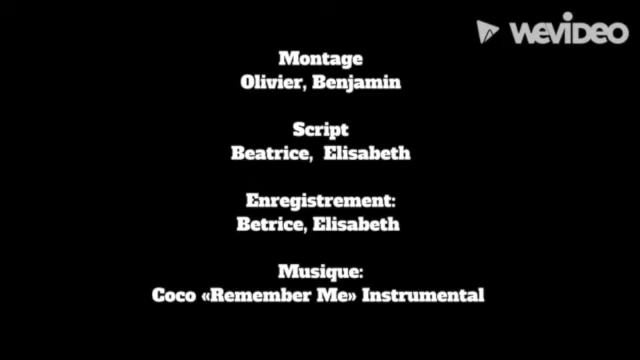 WEVIDEO
Montage
Olivier, Benjamin
Script
Beatrice, Elisabeth
Enregistrement:
Betrice, Elisabeth
Musique:
Coco «Remember Me» Instrumental